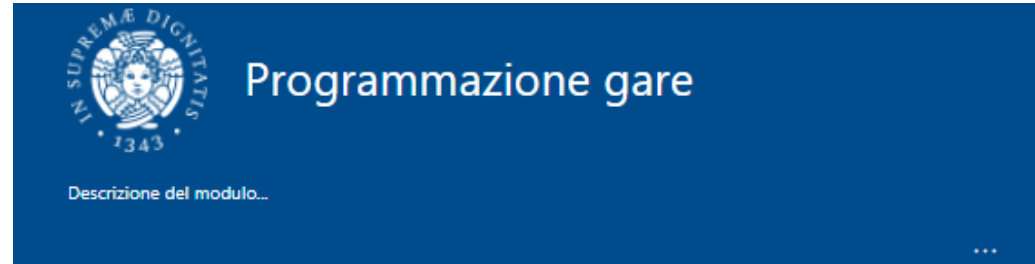 IN SUPREMÆ DIGNITATIS
• 1343 •
Programmazione gare
Descrizione del modulo...
...